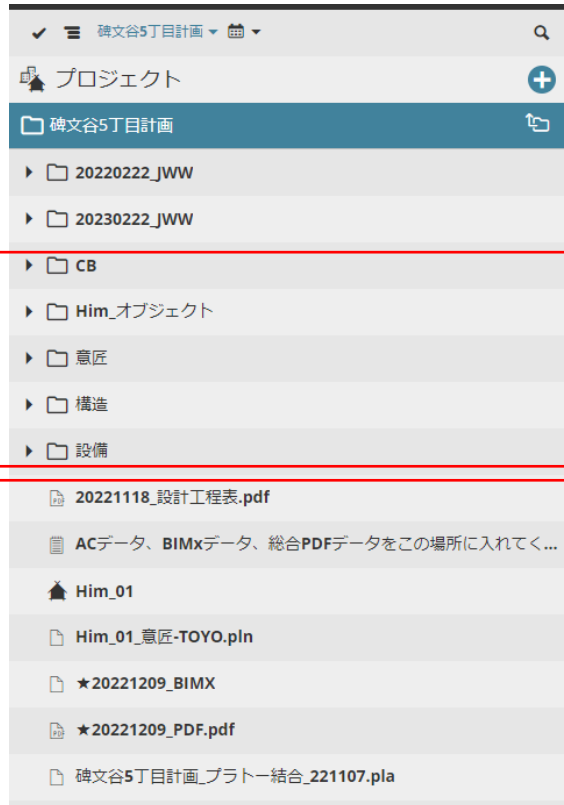 碑文谷5丁目計画
プロジェクト
碑文谷5丁目計画
20220222_JWW
20230222_JWW
CB
Him_オブジェクト
意匠
構造
設備
20221118_設計工程表.pdf
ACデータ、BIMxデータ、総合PDFデータをこの場所に入れてく...
Him_01
Him_01_意匠-TOYO.pln
★20221209_BIMX
★20221209_PDF.pdf
碑文谷5丁目計画_プラトー結合_221107.pla